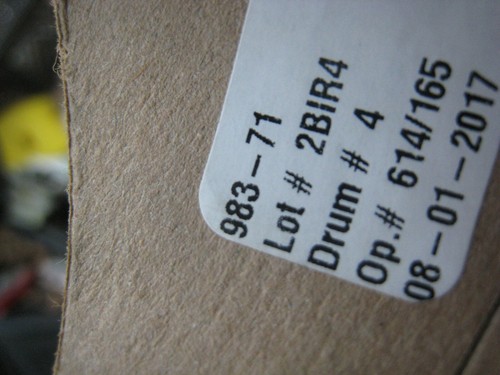 983-71
Lot # 2BIR4
Drum # 4
Op.# 614/165
08-01-2017